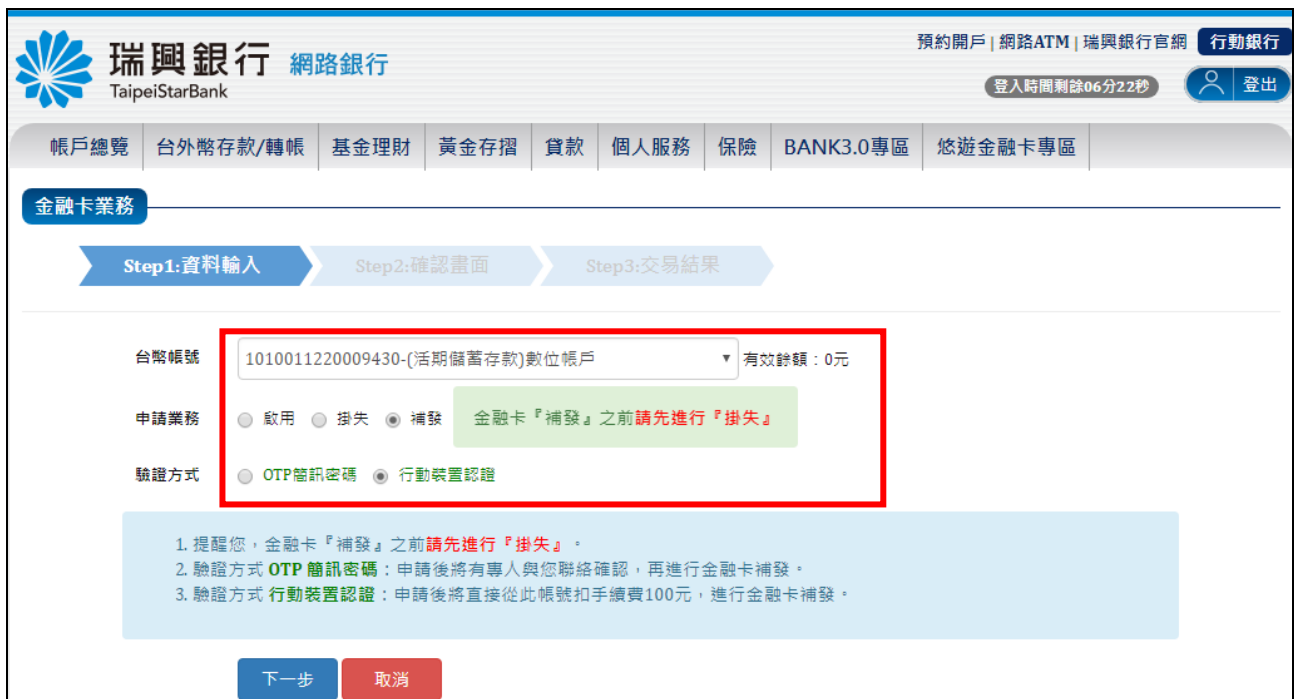 瑞興銀行 網路銀行
TaipeiStarBank
預約開戶 | 網路ATM | 瑞興銀行官網 行動銀行
登入時間剩餘06分22秒 登出
帳戶總覽 台外幣存款/轉帳 基金理財 黃金存摺 貸款 個人服務 保險 BANK3.0專區 悠遊金融卡專區
金融卡業務
Step1:資料輸入 Step2:確認畫面 Step3:交易結果
台幣帳號 1010011220009430-(活期儲蓄存款)數位帳戶 有效餘額：0元
申請業務 啟用 掛失 補發 金融卡『補發』之前請先進行『掛失』
驗證方式 OTP簡訊密碼 行動裝置認證
1. 提醒您，金融卡『補發』之前請先進行『掛失』。
2. 驗證方式 OTP 簡訊密碼：申請後將有專人與您聯絡確認，再進行金融卡補發。
3. 驗證方式 行動裝置認證：申請後將直接從此帳號扣手續費100元，進行金融卡補發。
下一步 取消